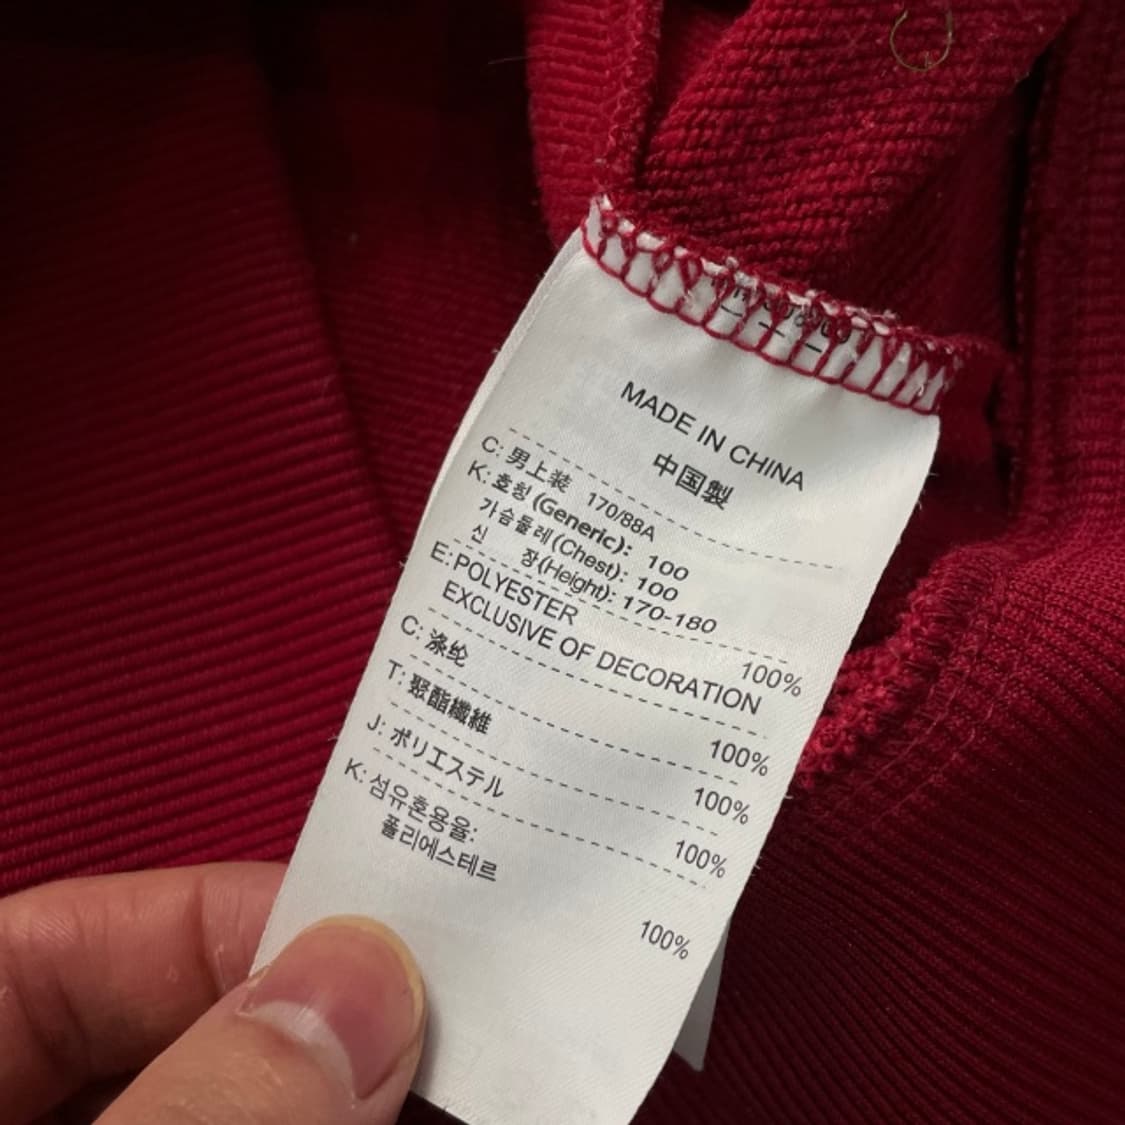 MADE IN CHINA
中国製
C: 男上装 170/88A
K: 호칭 (Generic): 100
가슴둘레(Chest): 100
신 장(Height): 170-180
E: POLYESTER 100%
EXCLUSIVE OF DECORATION
C: 涤纶 100%
T: 聚酯纖維 100%
J: ポリエステル 100%
K: 섬유혼용율:
폴리에스테르 100%